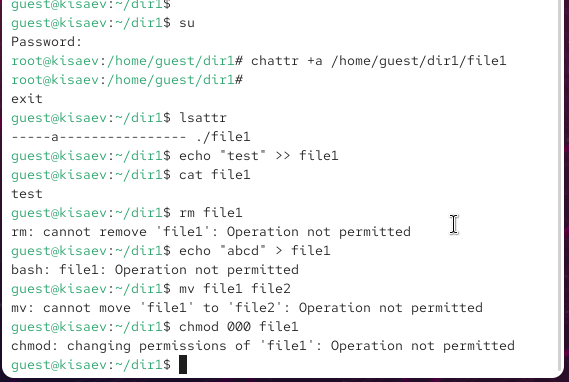 guest@kisaev:~/dir1$
guest@kisaev:~/dir1$ su
Password:
root@kisaev:/home/guest/dir1# chattr +a /home/guest/dir1/file1
root@kisaev:/home/guest/dir1#
exit
guest@kisaev:~/dir1$ lsattr
-----a---------------- ./file1
guest@kisaev:~/dir1$ echo "test" >> file1
guest@kisaev:~/dir1$ cat file1
test
guest@kisaev:~/dir1$ rm file1
rm: cannot remove 'file1': Operation not permitted
guest@kisaev:~/dir1$ echo "abcd" > file1
bash: file1: Operation not permitted
guest@kisaev:~/dir1$ mv file1 file2
mv: cannot move 'file1' to 'file2': Operation not permitted
guest@kisaev:~/dir1$ chmod 000 file1
chmod: changing permissions of 'file1': Operation not permitted
guest@kisaev:~/dir1$